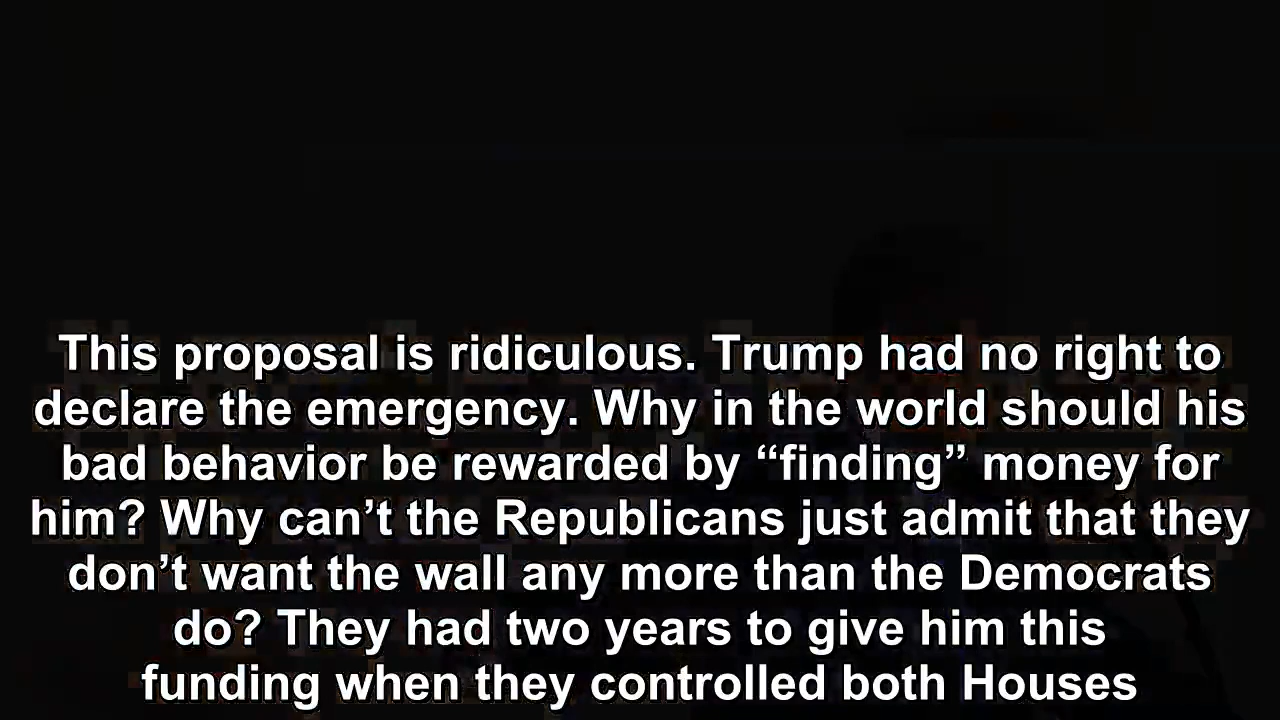 This proposal is ridiculous. Trump had no right to
declare the emergency. Why in the world should his
bad behavior be rewarded by “finding” money for
him? Why can’t the Republicans just admit that they
don’t want the wall any more than the Democrats
do? They had two years to give him this
funding when they controlled both Houses